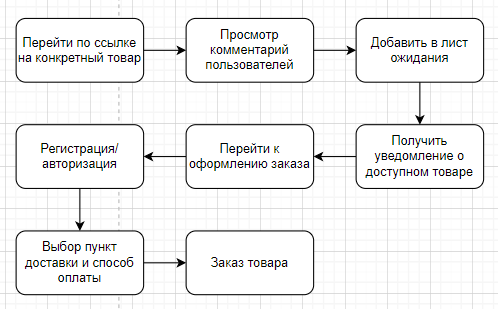 Перейти по ссылке
на конкретный товар
Просмотр
комментарий
пользователей
Добавить в лист
ожидания
Получить
уведомление о
доступном товаре
Перейти к
оформлению заказа
Регистрация/
авторизация
Выбор пункт
доставки и способ
оплаты
Заказ товара